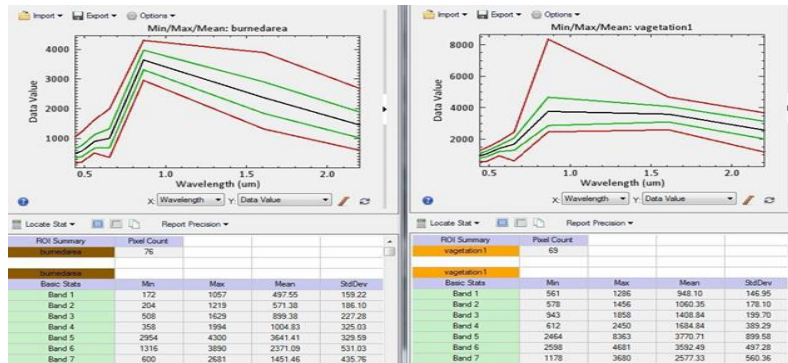 Import Export Options
Min/Max/Mean: burnedarea
4000
3000
2000
1000
Data Value
0.5 1.0 1.5 2.0
Wavelength (um)
X: Wavelength Y: Data Value
Locate Stat Report Precision
ROI Summary Pixel Count
burnedarea 76
burnedarea
Basic Stats Min Max Mean StdDev
Band 1 172 1057 497.55 159.22
Band 2 204 1219 571.38 186.10
Band 3 508 1629 899.38 227.28
Band 4 358 1994 1004.83 325.03
Band 5 2954 4300 3641.41 329.59
Band 6 1316 3890 2371.09 531.03
Band 7 600 2681 1451.46 435.76
Import Export Options
Min/Max/Mean: vagetation1
8000
6000
4000
2000
Data Value
0.5 1.0 1.5 2.0
Wavelength (um)
X: Wavelength Y: Data Value
Locate Stat Report Precision
ROI Summary Pixel Count
vagetation1 69
vagetation1
Basic Stats Min Max Mean StdDev
Band 1 561 1286 948.10 146.95
Band 2 578 1456 1060.35 178.10
Band 3 943 1858 1408.84 199.70
Band 4 612 2450 1684.84 389.29
Band 5 2464 8363 3770.71 899.58
Band 6 2598 4681 3592.49 497.28
Band 7 1178 3680 2577.33 560.36